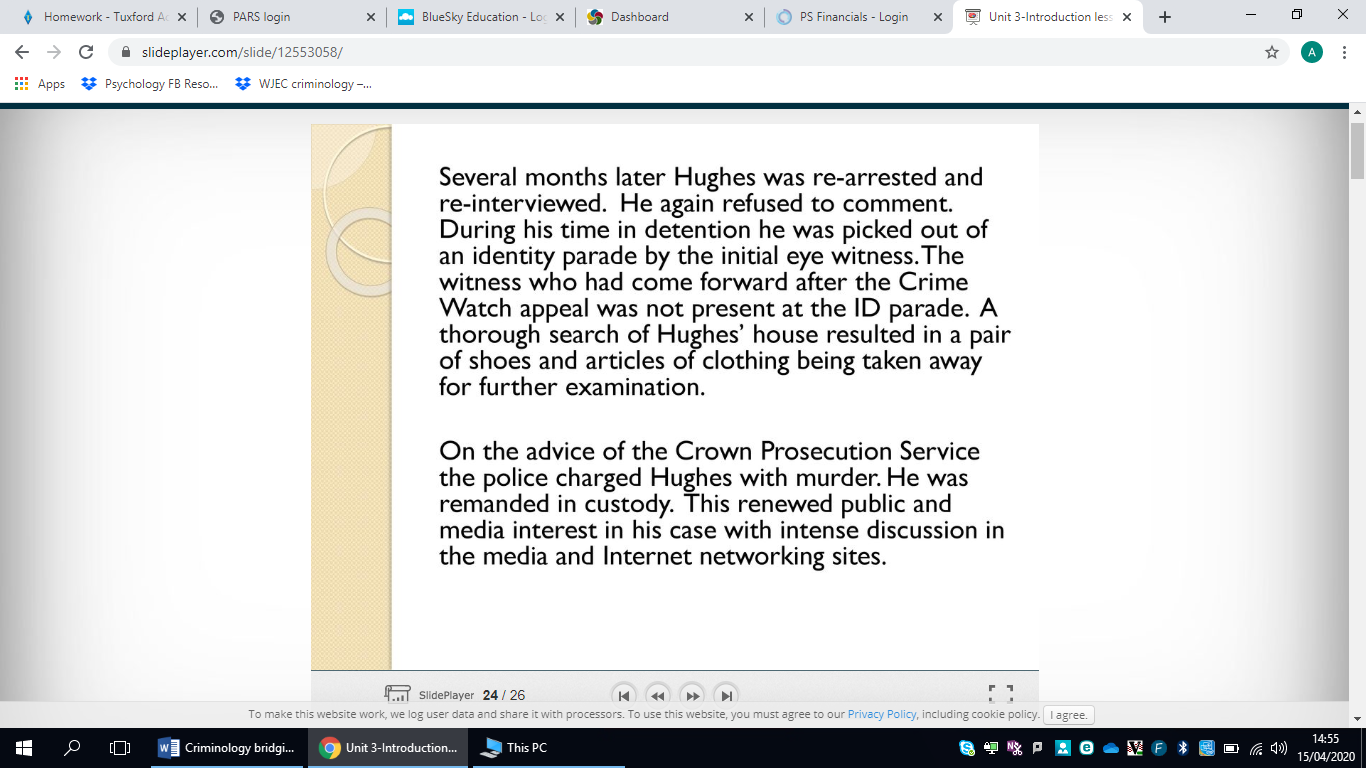 Homework - Tuxford A
PARS login
BlueSky Education - Lo
Dashboard
PS Financials - Login
Unit 3-Introduction less
slideplayer.com/slide/12553058/
A
Apps
Psychology FB Reso...
WJEC criminology –...
Several months later Hughes was re-arrested and
re-interviewed. He again refused to comment.
During his time in detention he was picked out of
an identity parade by the initial eye witness. The
witness who had come forward after the Crime
Watch appeal was not present at the ID parade. A
thorough search of Hughes’ house resulted in a pair
of shoes and articles of clothing being taken away
for further examination.
On the advice of the Crown Prosecution Service
the police charged Hughes with murder. He was
remanded in custody. This renewed public and
media interest in his case with intense discussion in
the media and Internet networking sites.
SlidePlayer 24 / 26
To make this website work, we log user data and share it with processors. To use this website, you must agree to our Privacy Policy, including cookie policy. I agree.
Criminology bridgi...
Unit 3-Introduction...
This PC
14:55
15/04/2020